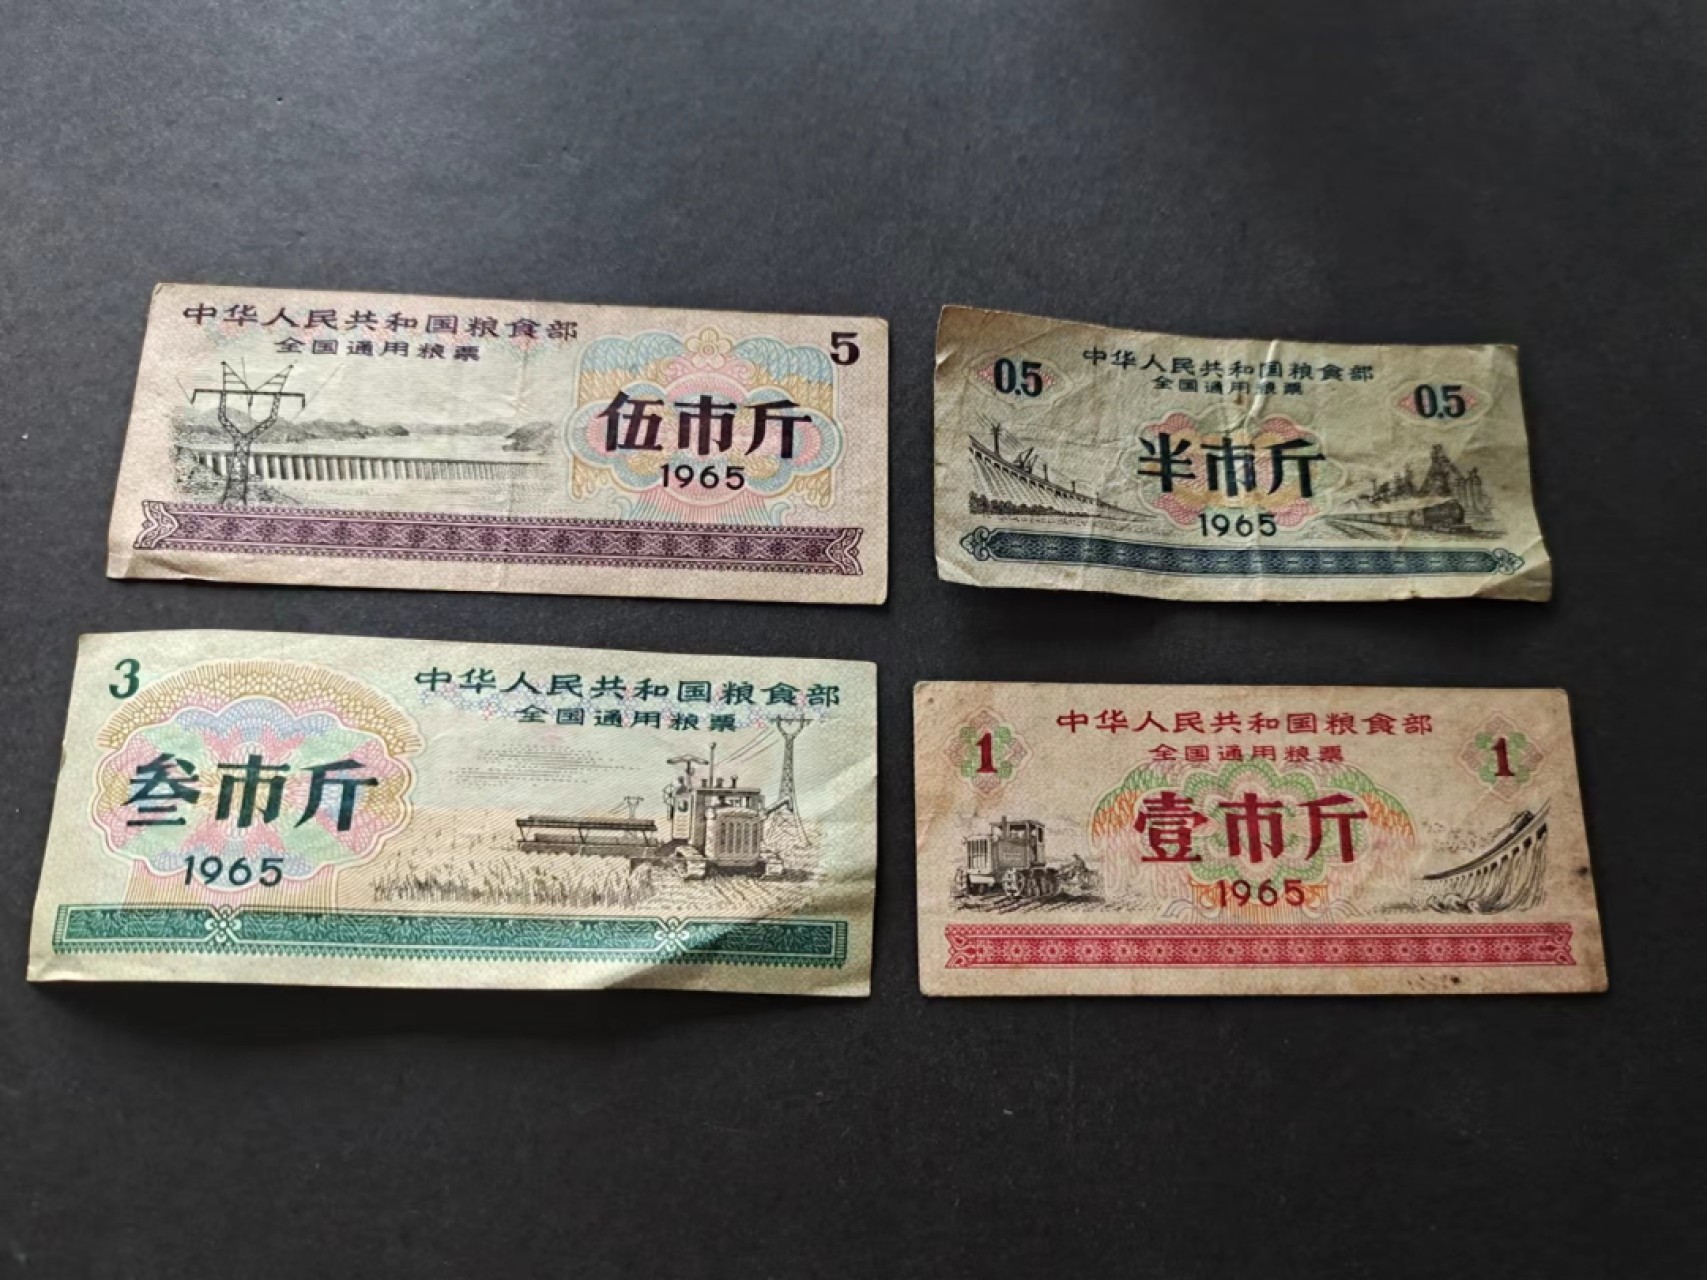 中华人民共和国粮食部
全国通用粮票
5
伍市斤
1965
中华人民共和国粮食部
全国通用粮票
0.5
0.5
半市斤
1965
3
中华人民共和国粮食部
全国通用粮票
叁市斤
1965
中华人民共和国粮食部
全国通用粮票
1
1
壹市斤
1965